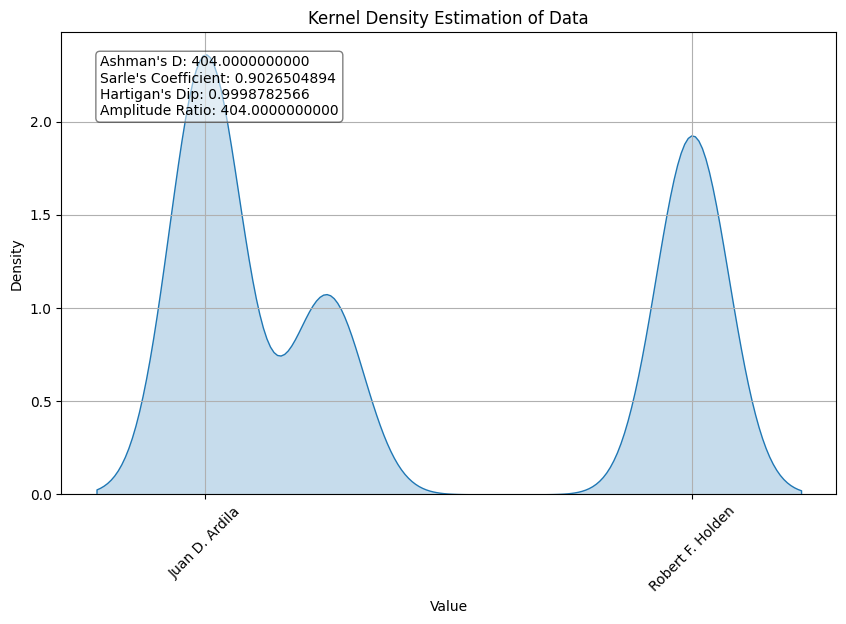 Kernel Density Estimation of Data
Ashman's D: 404.0000000000
Sarle's Coefficient: 0.9026504894
Hartigan's Dip: 0.9998782566
Amplitude Ratio: 404.0000000000
2.0
1.5
1.0
0.5
0.0
Density
Juan D. Ardila
Robert F. Holden
Value